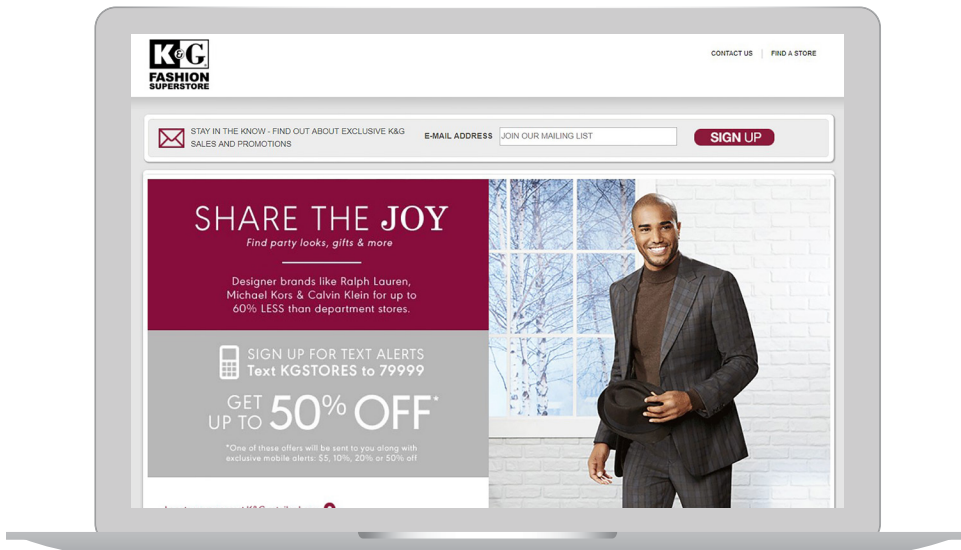 K&G
FASHION
SUPERSTORE
CONTACT US
FIND A STORE
STAY IN THE KNOW - FIND OUT ABOUT EXCLUSIVE K&G
SALES AND PROMOTIONS
E-MAIL ADDRESS
JOIN OUR MAILING LIST
SIGN UP
SHARE THE JOY
Find party looks, gifts & more
Designer brands like Ralph Lauren,
Michael Kors & Calvin Klein for up to
60% LESS than department stores.
SIGN UP FOR TEXT ALERTS
Text KGSTORES to 79999
GET
UP TO 50% OFF*
*One of these offers will be sent to you along with
exclusive mobile alerts: $5, 10%, 20% or 50% off